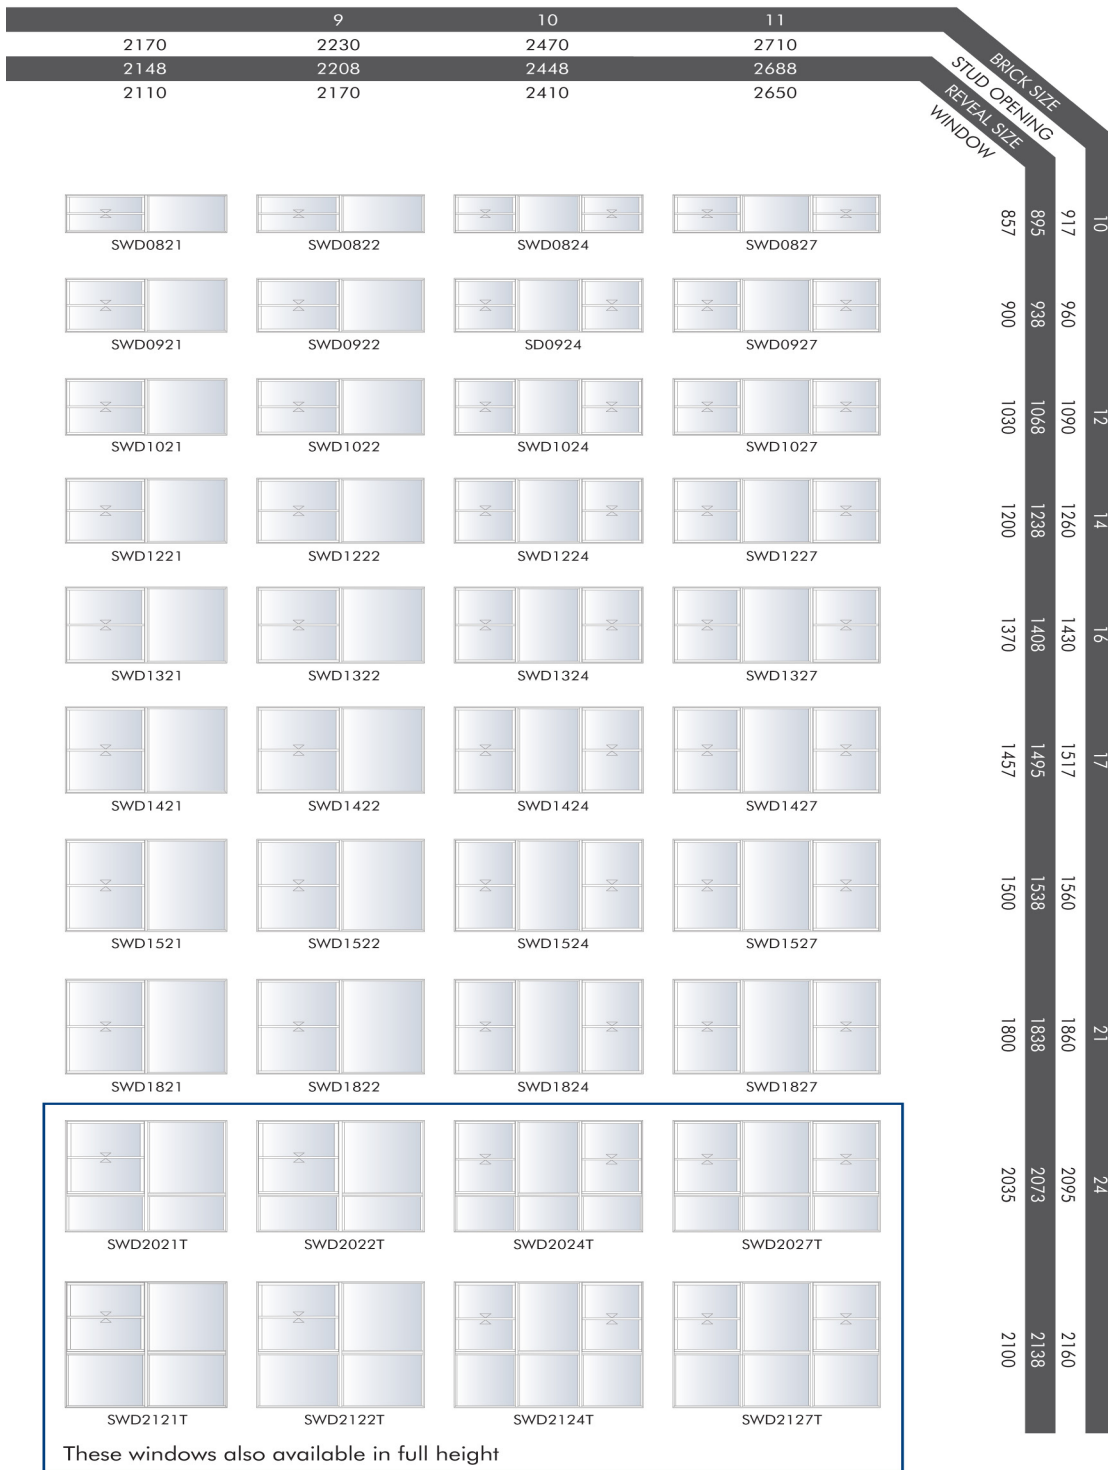 9 10 11
2170 2230 2470 2710
2148 2208 2448 2688
2110 2170 2410 2650
BRICK SIZE
STUD OPENING
REVEAL SIZE
WINDOW
857 895 917 10
SWD0821 SWD0822 SWD0824 SWD0827
900 938 960
SWD0921 SWD0922 SD0924 SWD0927
1030 1068 1090 12
SWD1021 SWD1022 SWD1024 SWD1027
1200 1238 1260 14
SWD1221 SWD1222 SWD1224 SWD1227
1370 1408 1430 16
SWD1321 SWD1322 SWD1324 SWD1327
1457 1495 1517 17
SWD1421 SWD1422 SWD1424 SWD1427
1500 1538 1560
SWD1521 SWD1522 SWD1524 SWD1527
1800 1838 1860 21
SWD1821 SWD1822 SWD1824 SWD1827
2035 2073 2095 24
SWD2021T SWD2022T SWD2024T SWD2027T
2100 2138 2160
SWD2121T SWD2122T SWD2124T SWD2127T
These windows also available in full height